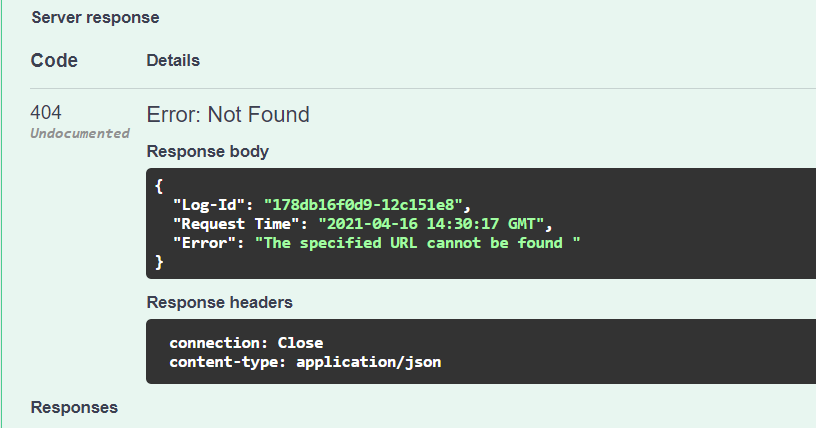 Server response
Code Details
404 Error: Not Found
Undocumented
Response body
{
"Log-Id": "178db16f0d9-12c151e8",
"Request Time": "2021-04-16 14:30:17 GMT",
"Error": "The specified URL cannot be found "
}
Response headers
connection: Close
content-type: application/json
Responses